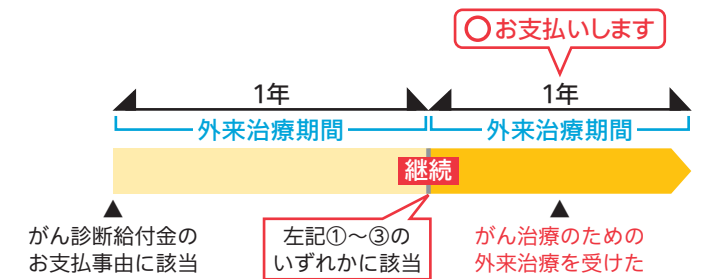 ○お支払いします
1年
1年
外来治療期間
外来治療期間
継続
がん診断給付金の
お支払事由に該当
左記①～③の
いずれかに該当
がん治療のための
外来治療を受けた